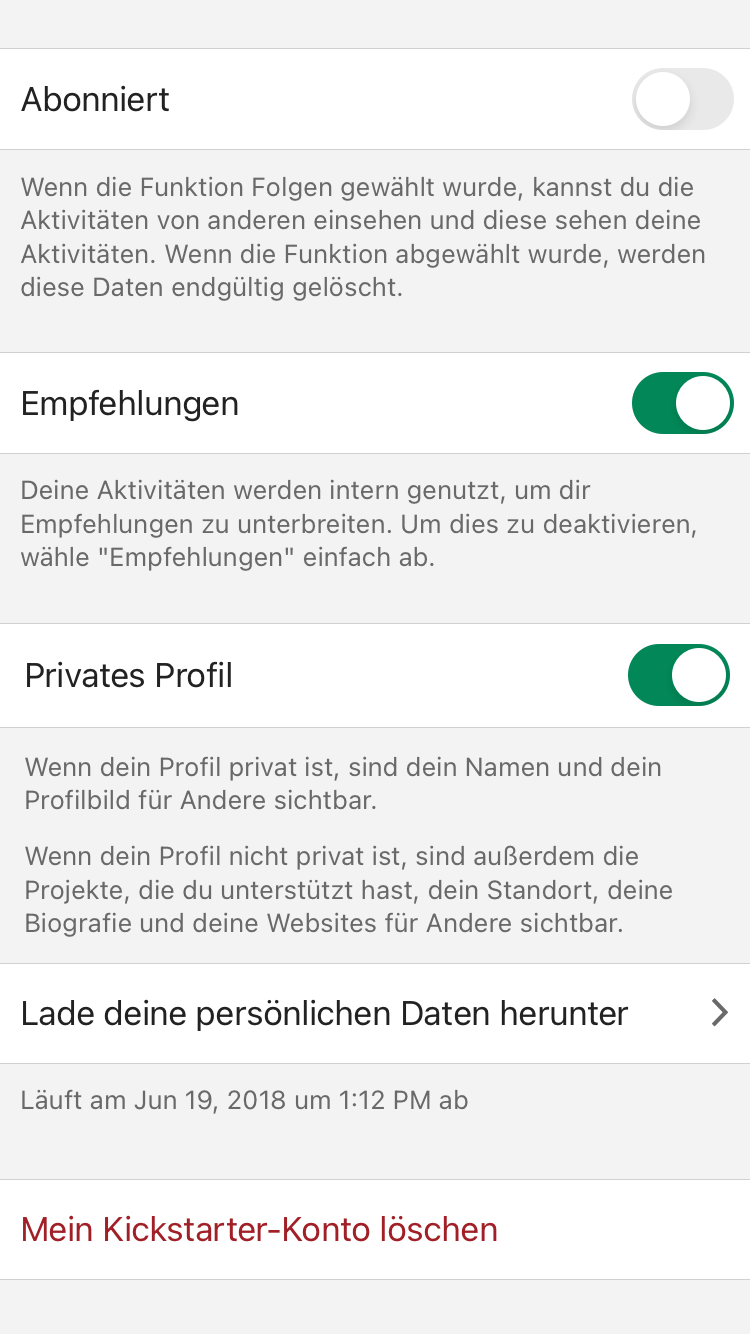 Abonniert
Wenn die Funktion Folgen gewählt wurde, kannst du die
Aktivitäten von anderen einsehen und diese sehen deine
Aktivitäten. Wenn die Funktion abgewählt wurde, werden
diese Daten endgültig gelöscht.
Empfehlungen
Deine Aktivitäten werden intern genutzt, um dir
Empfehlungen zu unterbreiten. Um dies zu deaktivieren,
wähle "Empfehlungen" einfach ab.
Privates Profil
Wenn dein Profil privat ist, sind dein Namen und dein
Profilbild für Andere sichtbar.
Wenn dein Profil nicht privat ist, sind außerdem die
Projekte, die du unterstützt hast, dein Standort, deine
Biografie und deine Websites für Andere sichtbar.
Lade deine persönlichen Daten herunter
Läuft am Jun 19, 2018 um 1:12 PM ab
Mein Kickstarter-Konto löschen